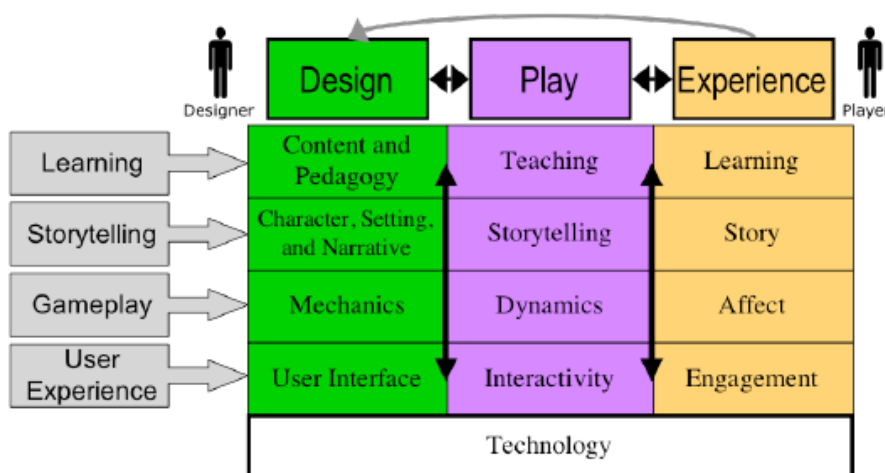 Design
Play
Experience
Designer
Player
Learning
Content and
Pedagogy
Teaching
Learning
Storytelling
Character, Setting,
and Narrative
Storytelling
Story
Gameplay
Mechanics
Dynamics
Affect
User
Experience
User Interface
Interactivity
Engagement
Technology